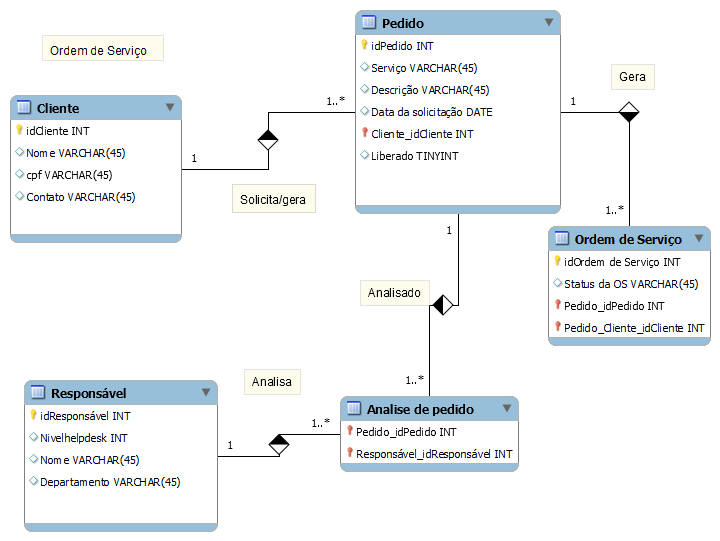 Ordem de Serviço
Cliente
idCliente INT
Nome VARCHAR(45)
cpf VARCHAR(45)
Contato VARCHAR(45)
1
1..*
Solicita/gera
Pedido
idPedido INT
Serviço VARCHAR(45)
Descrição VARCHAR(45)
Data da solicitação DATE
Cliente_idCliente INT
Liberado TINYINT
Gera
1
1..*
Ordem de Serviço
idOrdem de Serviço INT
Status da OS VARCHAR(45)
Pedido_idPedido INT
Pedido_Cliente_idCliente INT
1
Analisado
1..*
Responsável
idResponsável INT
Nivelhelpdesk INT
Nome VARCHAR(45)
Departamento VARCHAR(45)
Analisa
1
1..*
Analise de pedido
Pedido_idPedido INT
Responsável_idResponsável INT